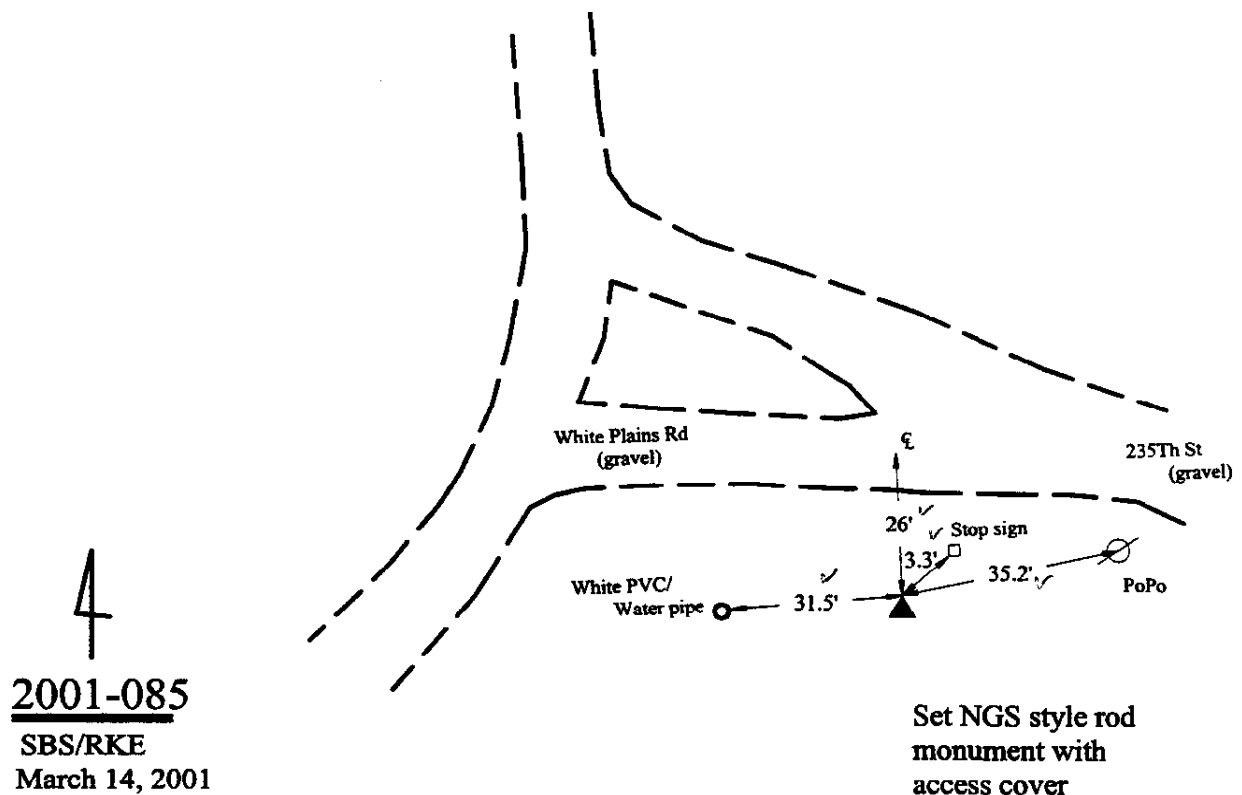 White Plains Rd
(gravel)
℄
235Th St
(gravel)
26'
Stop sign
3.3'
35.2'
PoPo
White PVC/
Water pipe
31.5'
2001-085
SBS/RKE
March 14, 2001
Set NGS style rod
monument with
access cover